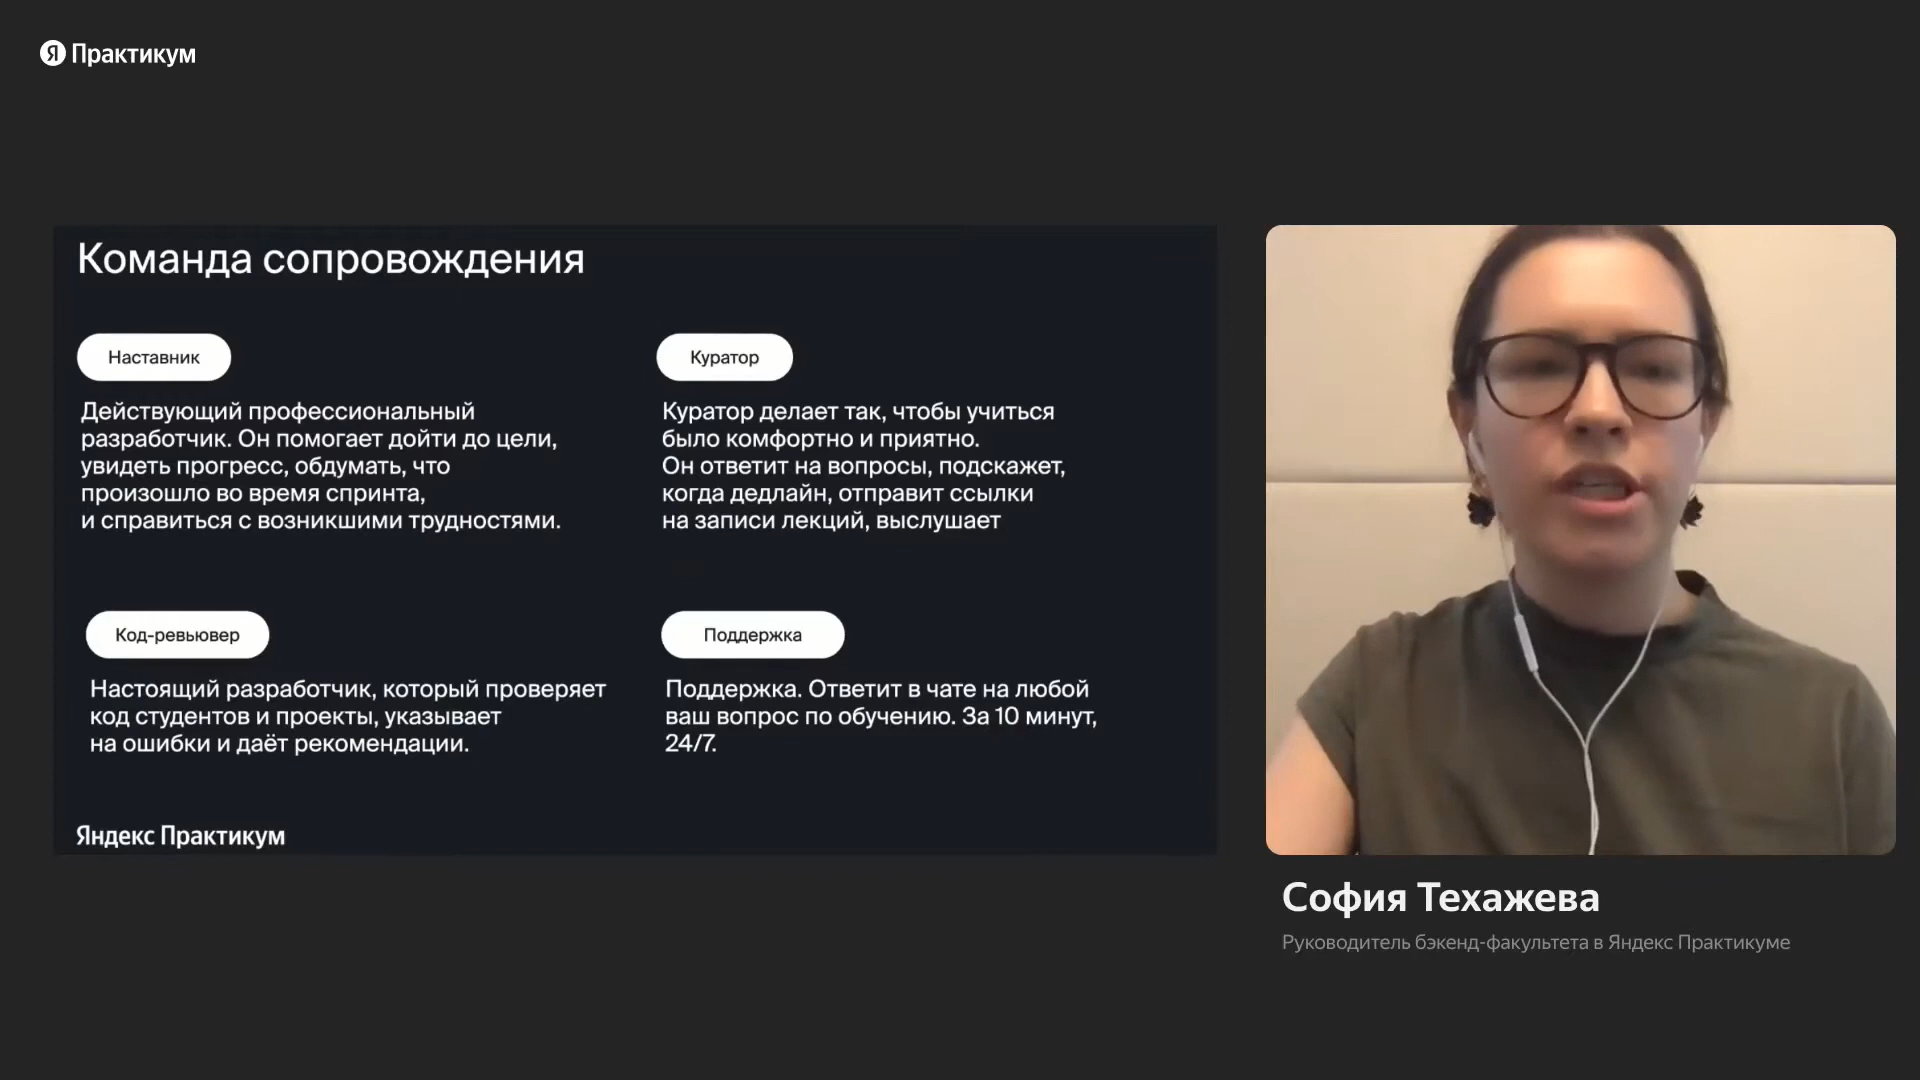 Практикум
Команда сопровождения
Наставник
Действующий профессиональный
разработчик. Он помогает дойти до цели,
увидеть прогресс, обдумать, что
произошло во время спринта,
и справиться с возникшими трудностями.
Куратор
Куратор делает так, чтобы учиться
было комфортно и приятно.
Он ответит на вопросы, подскажет,
когда дедлайн, отправит ссылки
на записи лекций, выслушает
Код-ревьювер
Настоящий разработчик, который проверяет
код студентов и проекты, указывает
на ошибки и даёт рекомендации.
Поддержка
Поддержка. Ответит в чате на любой
ваш вопрос по обучению. За 10 минут,
24/7.
Яндекс Практикум
София Техажева
Руководитель бэкенд-факультета в Яндекс Практикуме